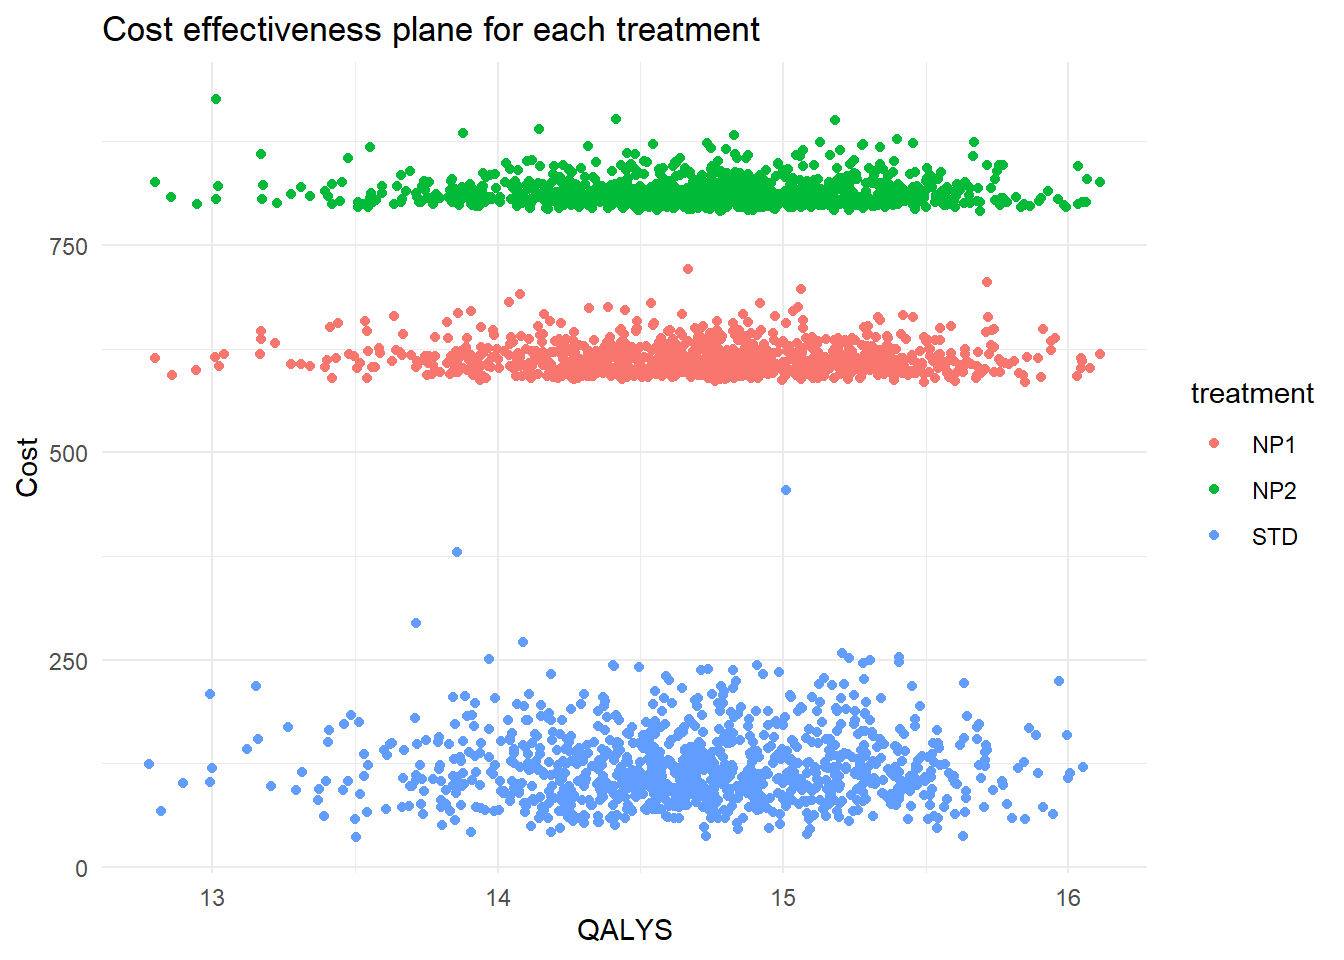 Cost effectiveness plane for each treatment
750
500
250
0
Cost
13 14 15 16
QALYS
treatment
NP1
NP2
STD